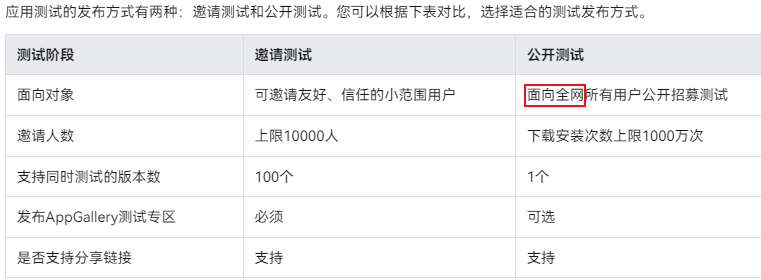 应用测试的发布方式有两种：邀请测试和公开测试。您可以根据下表对比，选择适合的测试发布方式。
测试阶段 邀请测试 公开测试
面向对象 可邀请友好、信任的小范围用户 面向全网所有用户公开招募测试
邀请人数 上限10000人 下载安装次数上限1000万次
支持同时测试的版本数 100个 1个
发布AppGallery测试专区 必须 可选
是否支持分享链接 支持 支持